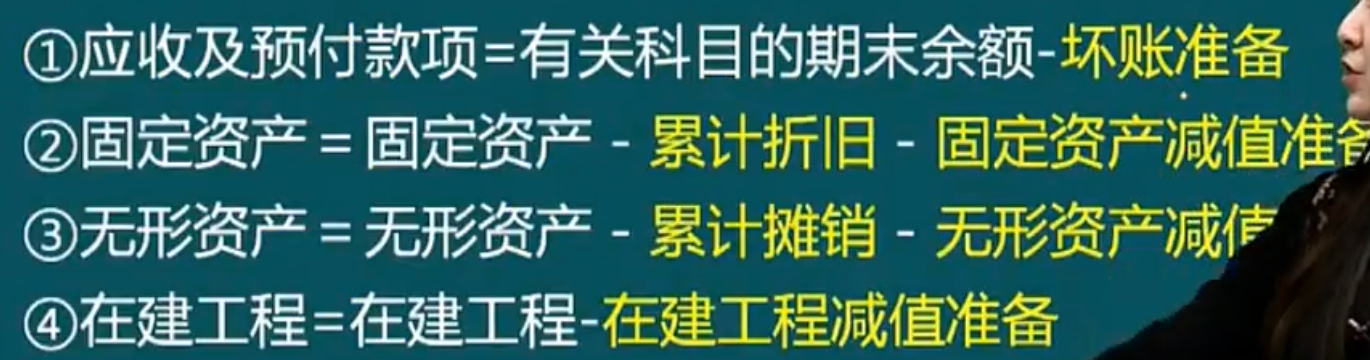 ①应收及预付款项=有关科目的期末余额-坏账准备
②固定资产 = 固定资产 - 累计折旧 - 固定资产减值准备
③无形资产 = 无形资产 - 累计摊销 - 无形资产减值
④在建工程=在建工程-在建工程减值准备